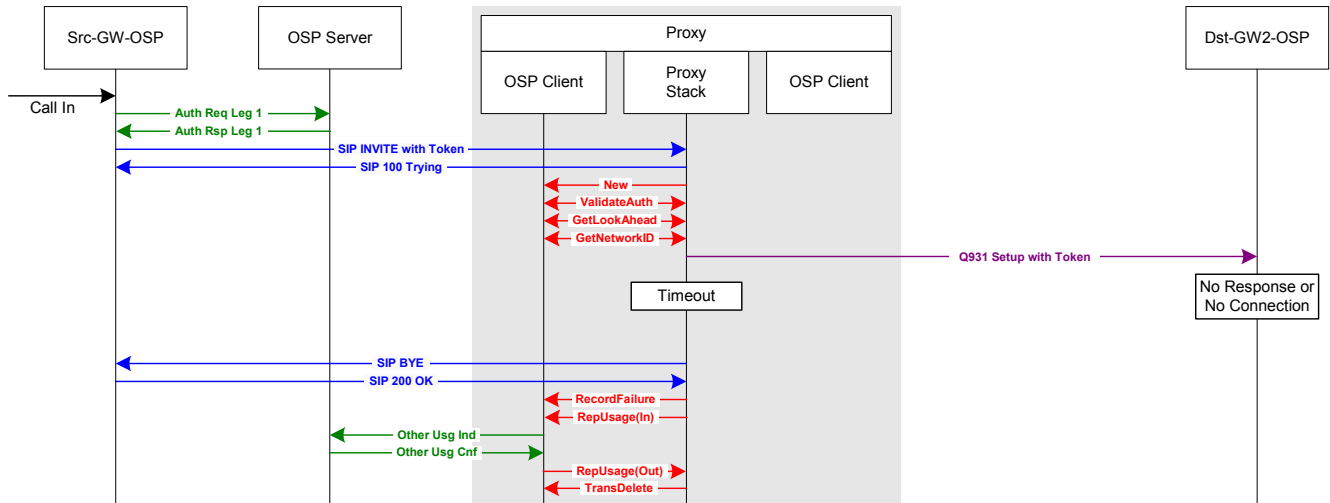 Src-GW-OSP
OSP Server
Proxy
OSP Client
Proxy
Stack
OSP Client
Dst-GW2-OSP
Call In
Auth Req Leg 1
Auth Rsp Leg 1
SIP INVITE with Token
SIP 100 Trying
New
ValidateAuth
GetLookAhead
GetNetworkID
Q931 Setup with Token
Timeout
No Response or
No Connection
SIP BYE
SIP 200 OK
RecordFailure
RepUsage(In)
Other Usg Ind
Other Usg Cnf
RepUsage(Out)
TransDelete